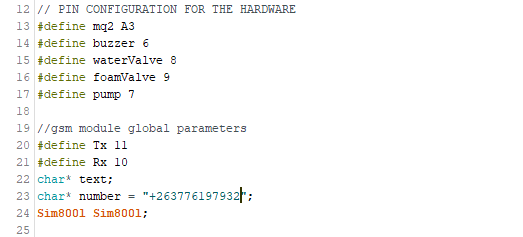 12 // PIN CONFIGURATION FOR THE HARDWARE
13 #define mq2 A3
14 #define buzzer 6
15 #define waterValve 8
16 #define foamValve 9
17 #define pump 7
18
19 //gsm module global parameters
20 #define Tx 11
21 #define Rx 10
22 char* text;
23 char* number = "+263776197932";
24 Sim800l Sim800l;
25